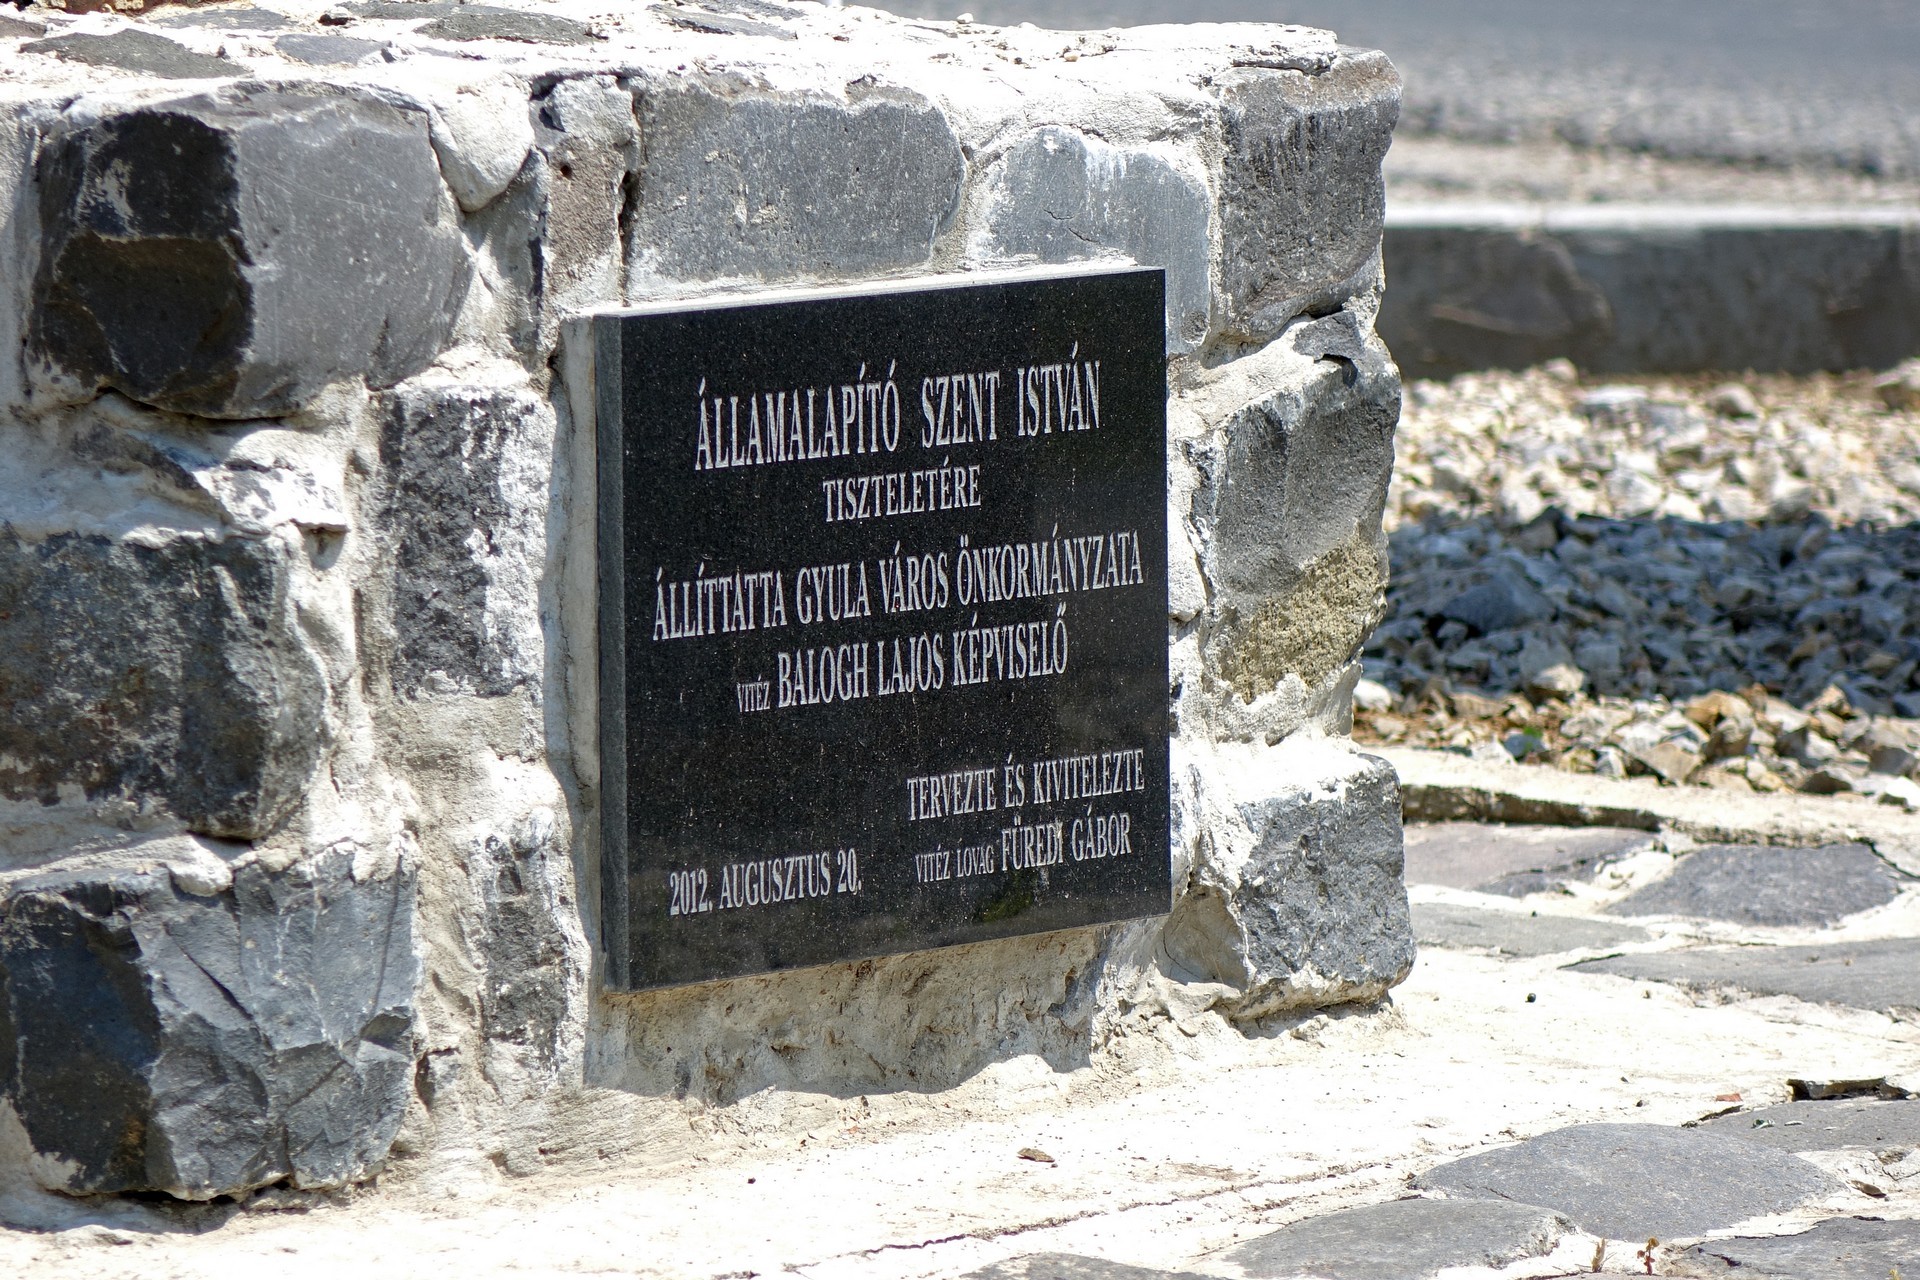 ÁLLAMALAPÍTÓ SZENT ISTVÁN
TISZTELETÉRE
ÁLLÍTTATTA GYULA VÁROS ÖNKORMÁNYZATA
VITÉZ BALOGH LAJOS KÉPVISELŐ
TERVEZTE ÉS KIVITELEZTE
VITÉZ LOVAG FÜREDI GÁBOR
2012. AUGUSZTUS 20.